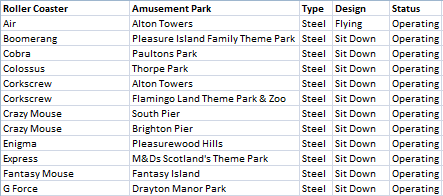 Roller Coaster Amusement Park Type Design Status
Air Alton Towers Steel Flying Operating
Boomerang Pleasure Island Family Theme Park Steel Sit Down Operating
Cobra Paultons Park Steel Sit Down Operating
Colossus Thorpe Park Steel Sit Down Operating
Corkscrew Alton Towers Steel Sit Down Operating
Corkscrew Flamingo Land Theme Park & Zoo Steel Sit Down Operating
Crazy Mouse South Pier Steel Sit Down Operating
Crazy Mouse Brighton Pier Steel Sit Down Operating
Enigma Pleasurewood Hills Steel Sit Down Operating
Express M&Ds Scotland's Theme Park Steel Sit Down Operating
Fantasy Mouse Fantasy Island Steel Sit Down Operating
G Force Drayton Manor Park Steel Sit Down Operating